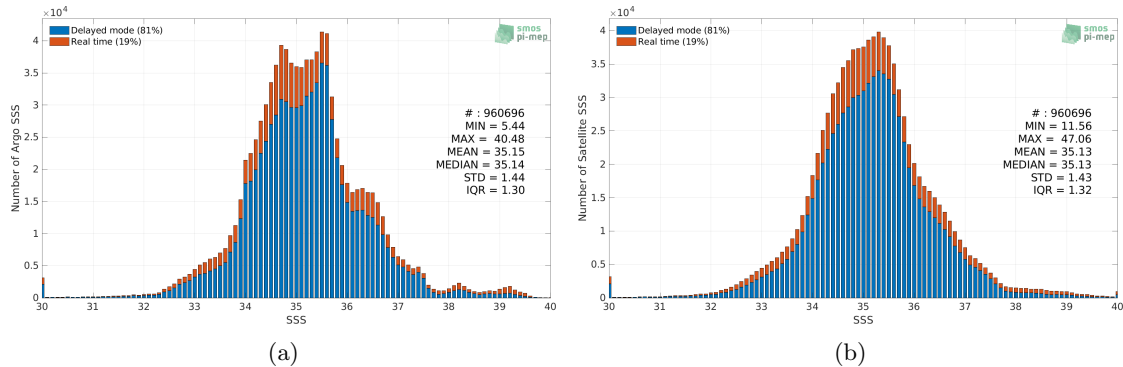 ×10⁴
Delayed mode (81%)
Real time (19%)
smos
pi-mep
4
3.5
3
2.5
2
1.5
1
0.5
0
Number of Argo SSS
# : 960696
MIN = 5.44
MAX = 40.48
MEAN = 35.15
MEDIAN = 35.14
STD = 1.44
IQR = 1.30
30 31 32 33 34 35 36 37 38 39 40
SSS
(a)
×10⁴
Delayed mode (81%)
Real time (19%)
smos
pi-mep
4
3.5
3
2.5
2
1.5
1
0.5
0
Number of Satellite SSS
# : 960696
MIN = 11.56
MAX = 47.06
MEAN = 35.13
MEDIAN = 35.13
STD = 1.43
IQR = 1.32
30 31 32 33 34 35 36 37 38 39 40
SSS
(b)